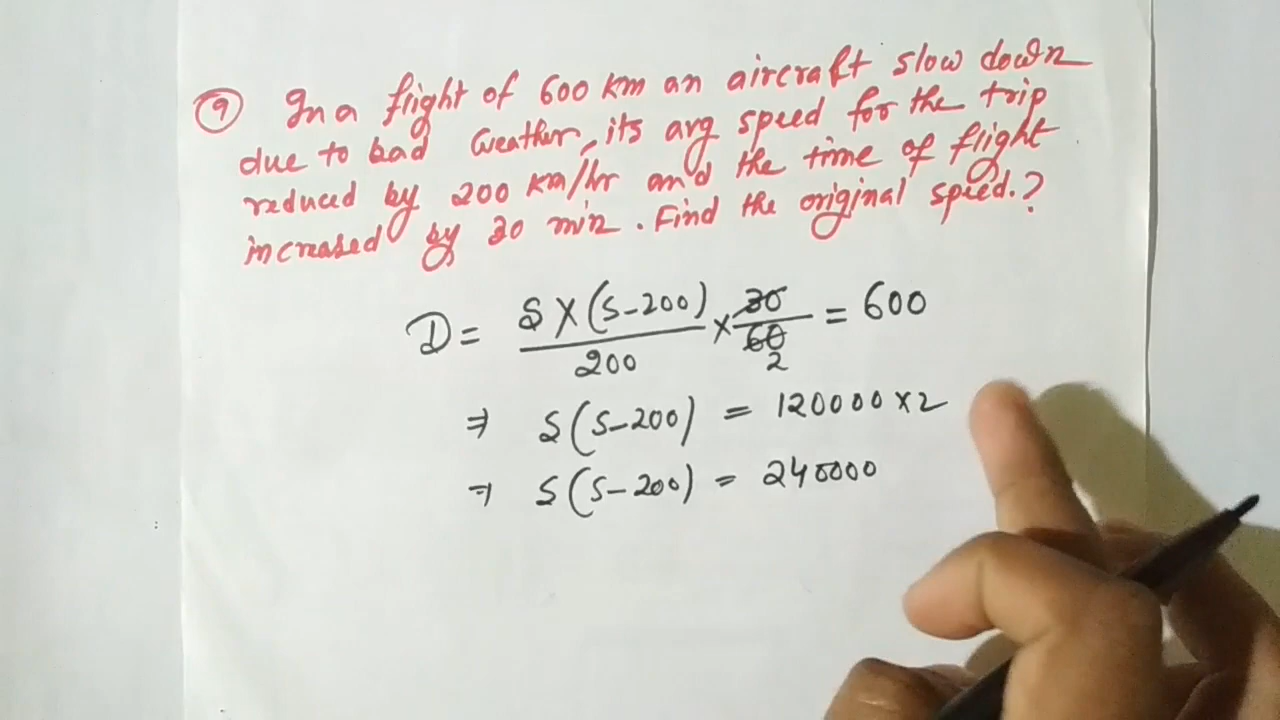 9 In a flight of 600 km an aircraft slow down
due to bad weather, its avg speed for the trip
reduced by 200 km/hr and the time of flight
increased by 30 min. Find the original speed.?
D = S × (S-200) / 200 × 30 / 60 2 = 600
⇒ S(S-200) = 120000 × 2
⇒ S(S-200) = 240000